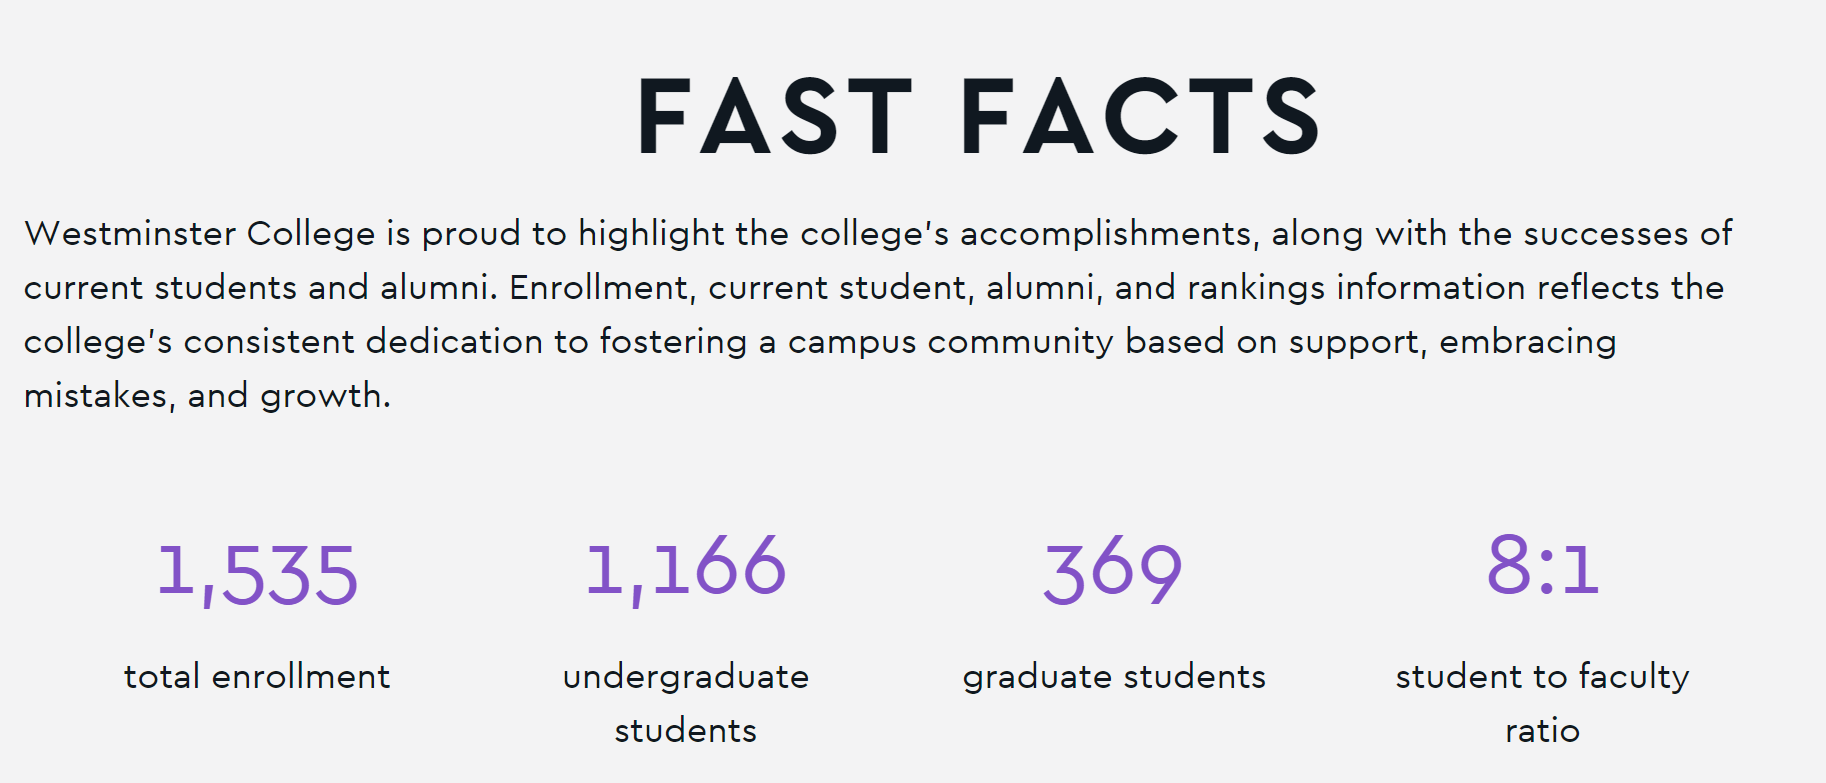 FAST FACTS
Westminster College is proud to highlight the college's accomplishments, along with the successes of
current students and alumni. Enrollment, current student, alumni, and rankings information reflects the
college's consistent dedication to fostering a campus community based on support, embracing
mistakes, and growth.
1,535
total enrollment
1,166
undergraduate
students
369
graduate students
8:1
student to faculty
ratio